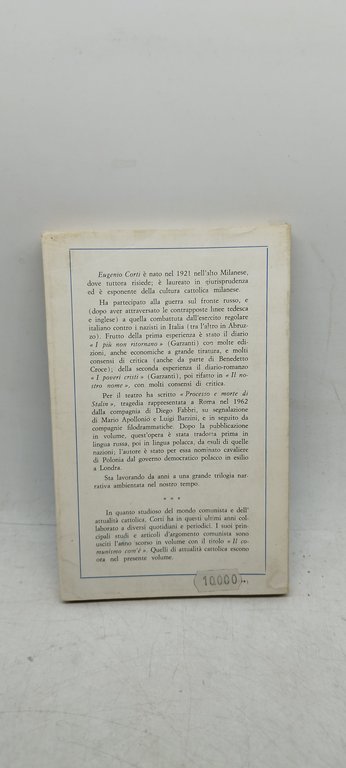 Eugenio Corti è nato nel 1921 nell'alto Milanese,
dove tuttora risiede; è laureato in giurisprudenza
ed è esponente della cultura cattolica milanese.
Ha partecipato alla guerra sul fronte russo, e
(dopo aver attraversato le contrapposte linee tedesca
e inglese) a quella combattuta dall'esercito regolare
italiano contro i nazisti in Italia (tra l'altro in Abruz-
zo). Frutto della prima esperienza è stato il diario
« I più non ritornano » (Garzanti) con molte edi-
zioni, anche economiche a grande tiratura, e molti
consensi di critica (anche da parte di Benedetto
Croce); della seconda esperienza il diario-romanzo
« I poveri cristi » (Garzanti), poi rifatto in « Il no-
stro nome », con molti consensi di critica.
Per il teatro ha scritto « Processo e morte di
Stalin », tragedia rappresentata a Roma nel 1962
dalla compagnia di Diego Fabbri, su segnalazione
di Mario Apollonio e Luigi Barzini, e in seguito da
compagnie filodrammatiche. Dopo la pubblicazione
in volume, quest'opera è stata tradotta prima in
lingua russa, poi in lingua polacca, da esuli di quelle
nazioni; l'autore è stato per essa nominato cavaliere
di Polonia dal governo democratico polacco in esilio
a Londra.
Sta lavorando da anni a una grande trilogia nar-
rativa ambientata nel nostro tempo.
* * *
In quanto studioso del mondo comunista e dell'
attualità cattolica, Corti ha in questi ultimi anni col-
laborato a diversi quotidiani e periodici. I suoi prin-
cipali studi e articoli d'argomento comunista sono
usciti l'anno scorso in volume con il titolo « Il co-
munismo com'è ». Quelli di attualità cattolica escono
ora nel presente volume.
10.000